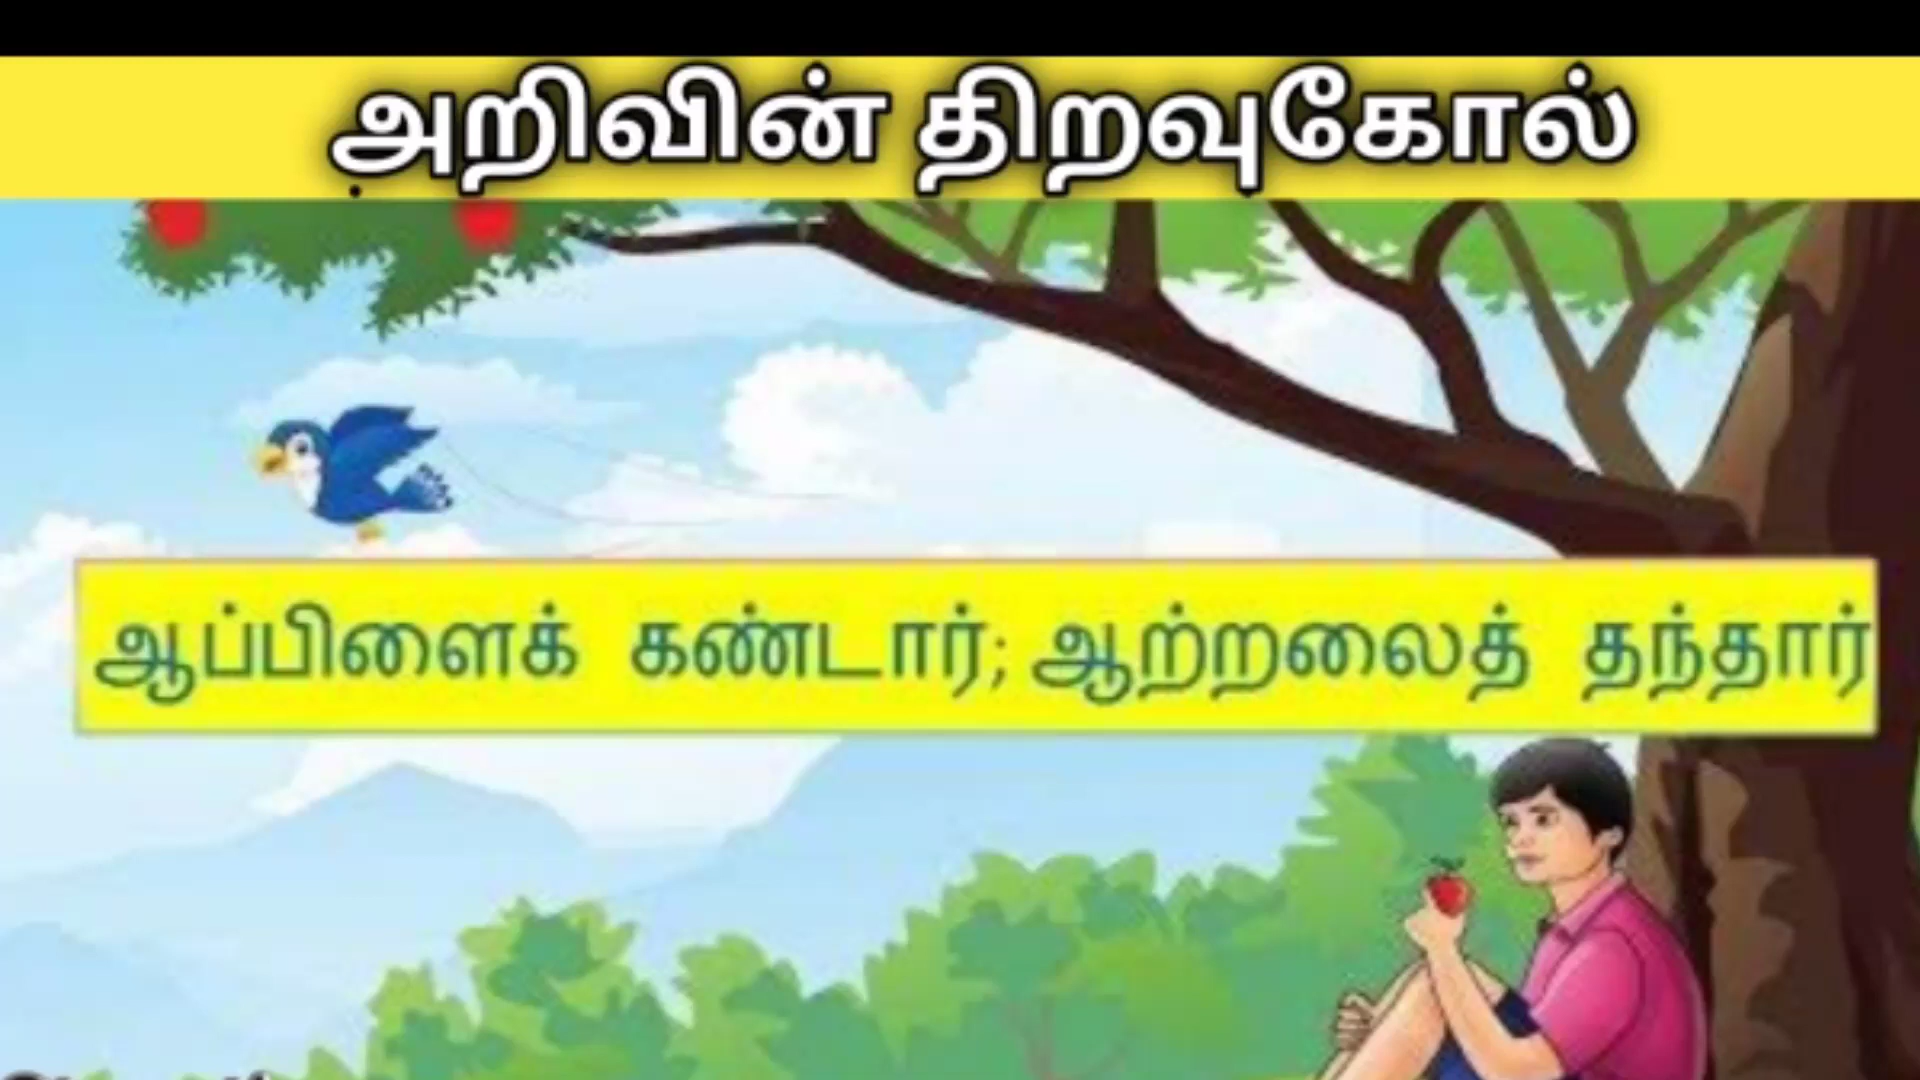 அறிவின் திறவுகோல்
ஆப்பிளைக் கண்டார்; ஆற்றலைத் தந்தார்